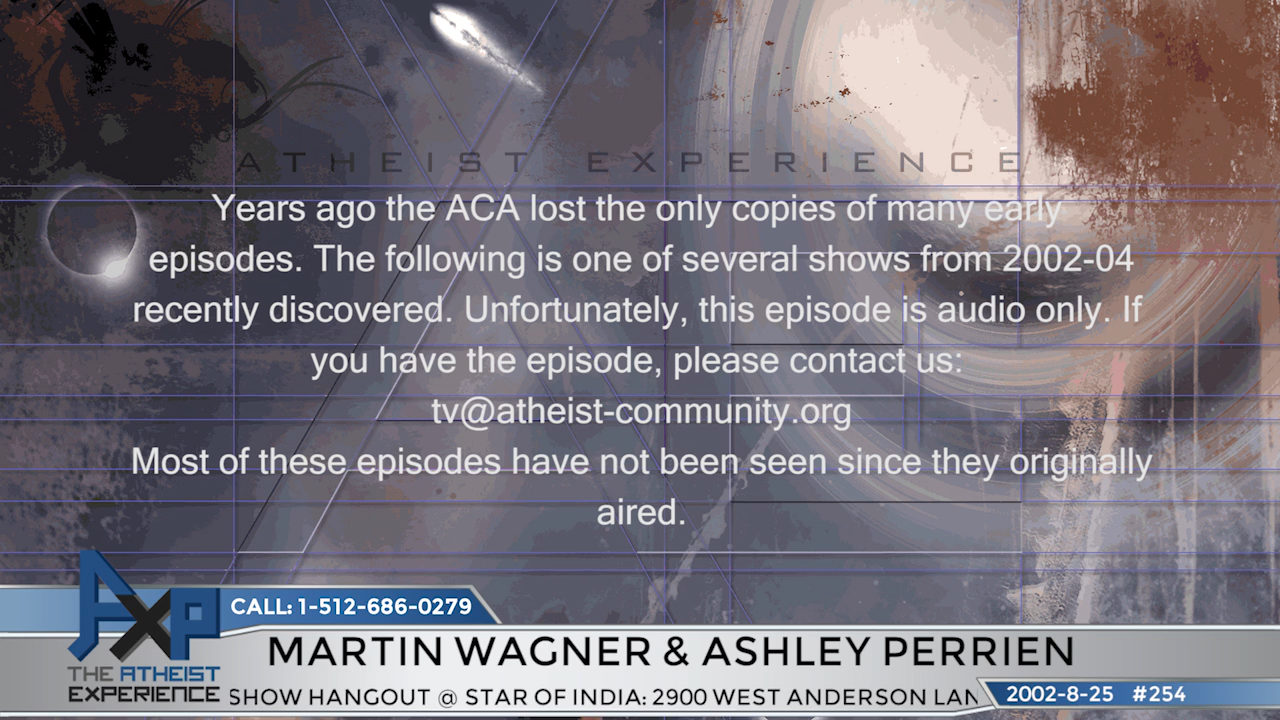 ATHEIST EXPERIENCE
Years ago the ACA lost the only copies of many early
episodes. The following is one of several shows from 2002-04
recently discovered. Unfortunately, this episode is audio only. If
you have the episode, please contact us:
tv@atheist-community.org
Most of these episodes have not been seen since they originally
aired.
AXP
CALL: 1-512-686-0279
MARTIN WAGNER & ASHLEY PERRIEN
THE ATHEIST
EXPERIENCE
SHOW HANGOUT @ STAR OF INDIA: 2900 WEST ANDERSON LAN
2002-8-25 #254